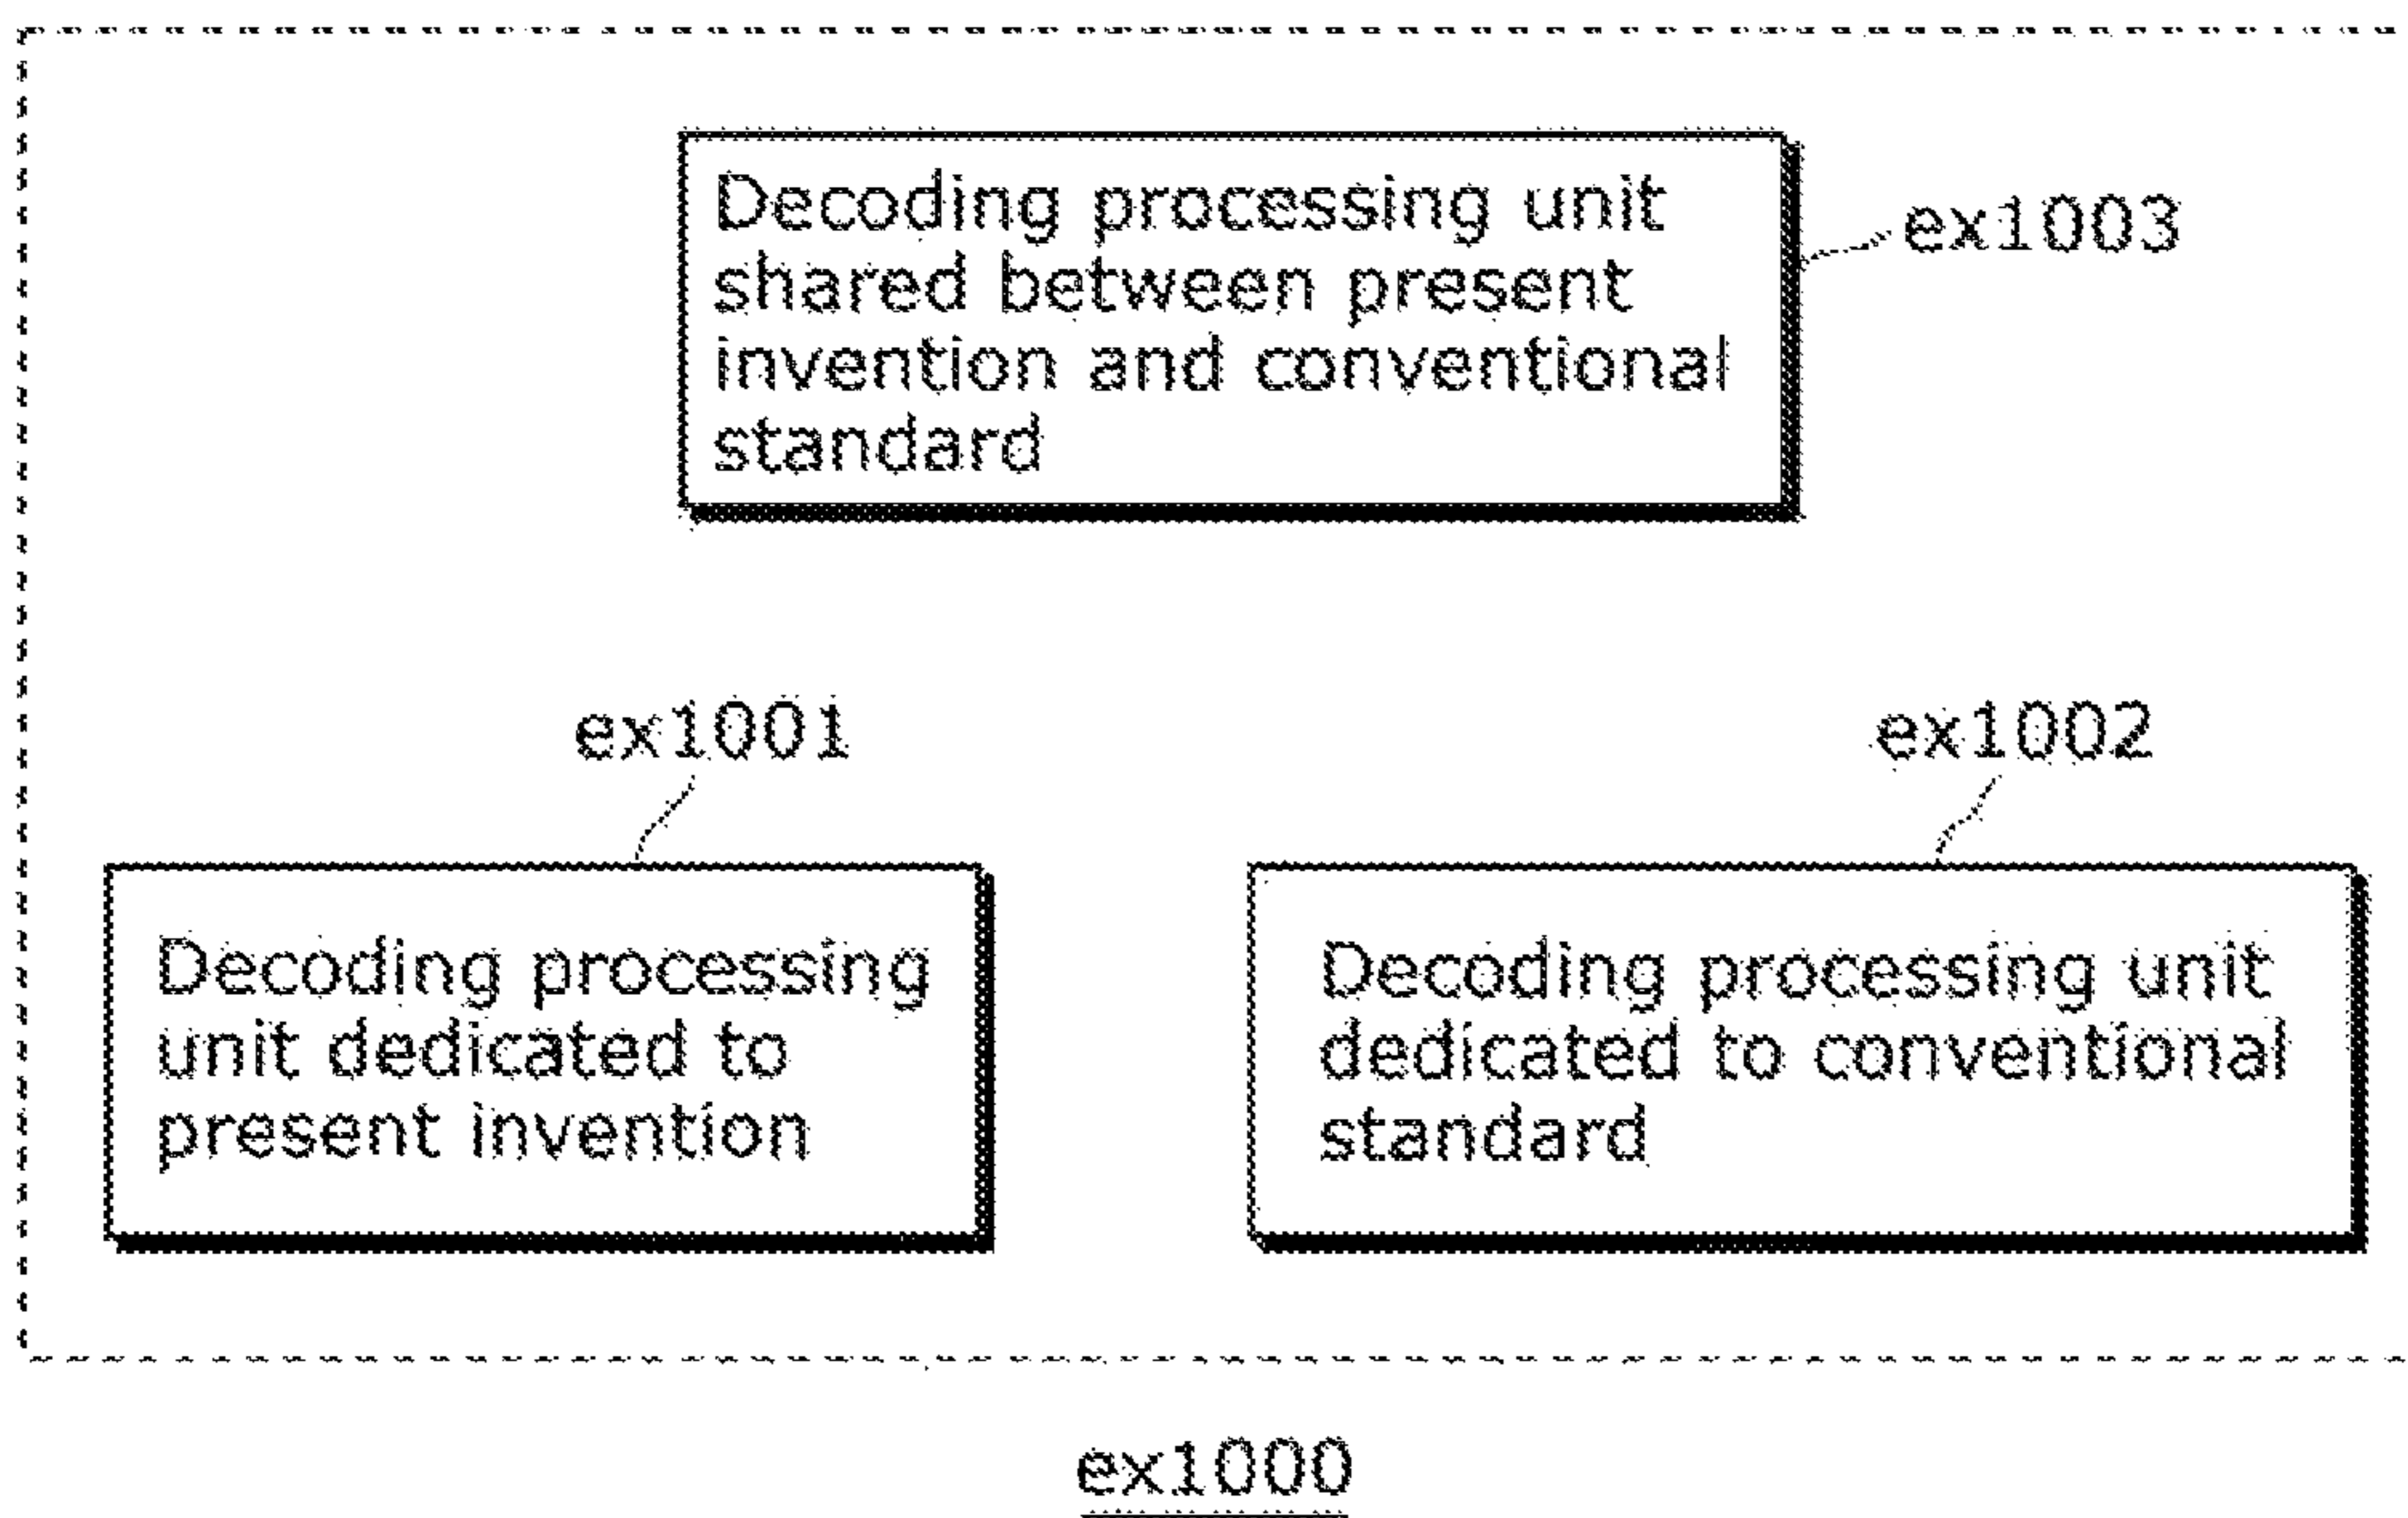 Decoding processing unit
shared between present
invention and conventional
standard
ex1003
ex1001
ex1002
Decoding processing
unit dedicated to
present invention
Decoding processing unit
dedicated to conventional
standard
ex1000